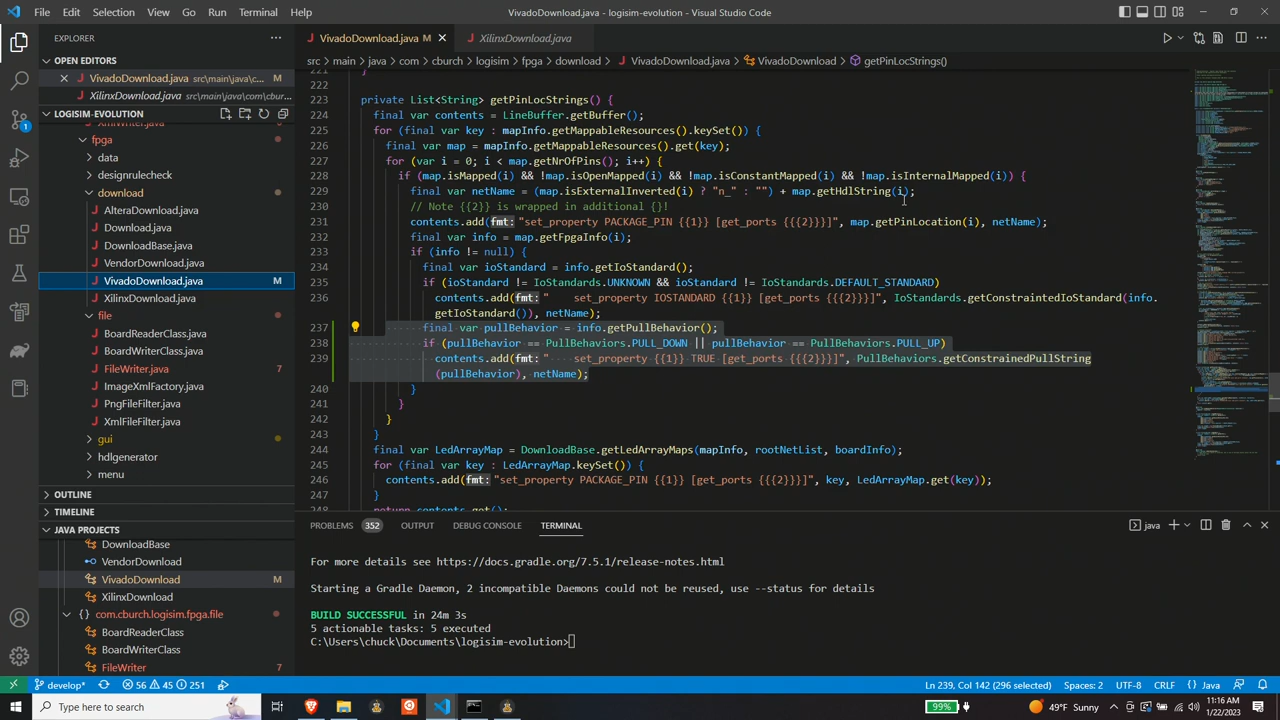 File Edit Selection View Go Run Terminal Help
VivadoDownload.java - logisim-evolution - Visual Studio Code
EXPLORER
OPEN EDITORS
VivadoDownload.java src\main\java\c... M
XilinxDownload.java src\main\java\com\cbur...
LOGISIM-EVOLUTION
XmlWriter.java
fpga
data
designrulecheck
download
AlteraDownload.java
Download.java
DownloadBase.java
VendorDownload.java
VivadoDownload.java M
XilinxDownload.java
file
BoardReaderClass.java
BoardWriterClass.java
FileWriter.java 7
ImageXmlFactory.java
PngFileFilter.java
XmlFileFilter.java
gui
hdlgenerator
menu
OUTLINE
TIMELINE
JAVA PROJECTS
DownloadBase
VendorDownload
VivadoDownload M
XilinxDownload
com.cburch.logisim.fpga.file
BoardReaderClass
BoardWriterClass
FileWriter 7
VivadoDownload.java M
XilinxDownload.java
src > main > java > com > cburch > logisim > fpga > download > VivadoDownload.java > VivadoDownload > getPinLocStrings()
221 }
222
223 private List<String> getPinLocStrings() {
224 final var contents = LineBuffer.getBuffer();
225 for (final var key : mapInfo.getMappableResources().keySet()) {
226 final var map = mapInfo.getMappableResources().get(key);
227 for (var i = 0; i < map.getNrOfPins(); i++) {
228 if (map.isMapped(i) && !map.isOpenMapped(i) && !map.isConstantMapped(i) && !map.isInternalMapped(i)) {
229 final var netName = (map.isExternalInverted(i) ? "n_" : "") + map.getHdlString(i);
230 // Note {{2}} is wrapped in additional {}!
231 contents.add(fmt: "set_property PACKAGE_PIN {{1}} [get_ports {{{2}}}]", map.getPinLocation(i), netName);
232 final var info = map.getFpgaInfo(i);
233 if (info != null) {
234 final var ioStandard = info.getIoStandard();
235 if (ioStandard != IoStandards.UNKNOWN && ioStandard != IoStandards.DEFAULT_STANDARD)
236 contents.add(fmt: " set_property IOSTANDARD {{1}} [get_ports {{{2}}}]", IoStandards.getConstraintedIoStandard(info.
getIoStandard(), netName);
237 final var pullBehavior = info.getPullBehavior();
238 if (pullBehavior == PullBehaviors.PULL_DOWN || pullBehavior == PullBehaviors.PULL_UP)
239 contents.add(fmt: " set_property {{1}} TRUE [get_ports {{{2}}}]", PullBehaviors.getConstrainedPullString
(pullBehavior), netName);
240 }
241 }
242 }
243 }
244 final var LedArrayMap = DownloadBase.getLedArrayMaps(mapInfo, rootNetList, boardInfo);
245 for (final var key : LedArrayMap.keySet()) {
246 contents.add(fmt: "set_property PACKAGE_PIN {{1}} [get_ports {{{2}}}]", key, LedArrayMap.get(key));
247 }
return contents.get();
PROBLEMS 352 OUTPUT DEBUG CONSOLE TERMINAL
java
For more details see https://docs.gradle.org/7.5.1/release-notes.html
Starting a Gradle Daemon, 2 incompatible Daemons could not be reused, use --status for details
BUILD SUCCESSFUL in 24m 3s
5 actionable tasks: 5 executed
C:\Users\chuck\Documents\logisim-evolution>
develop* 56 45 251
Ln 239, Col 142 (296 selected) Spaces: 2 UTF-8 CRLF Java
Type here to search
99%
49°F Sunny
11:16 AM
1/22/2023